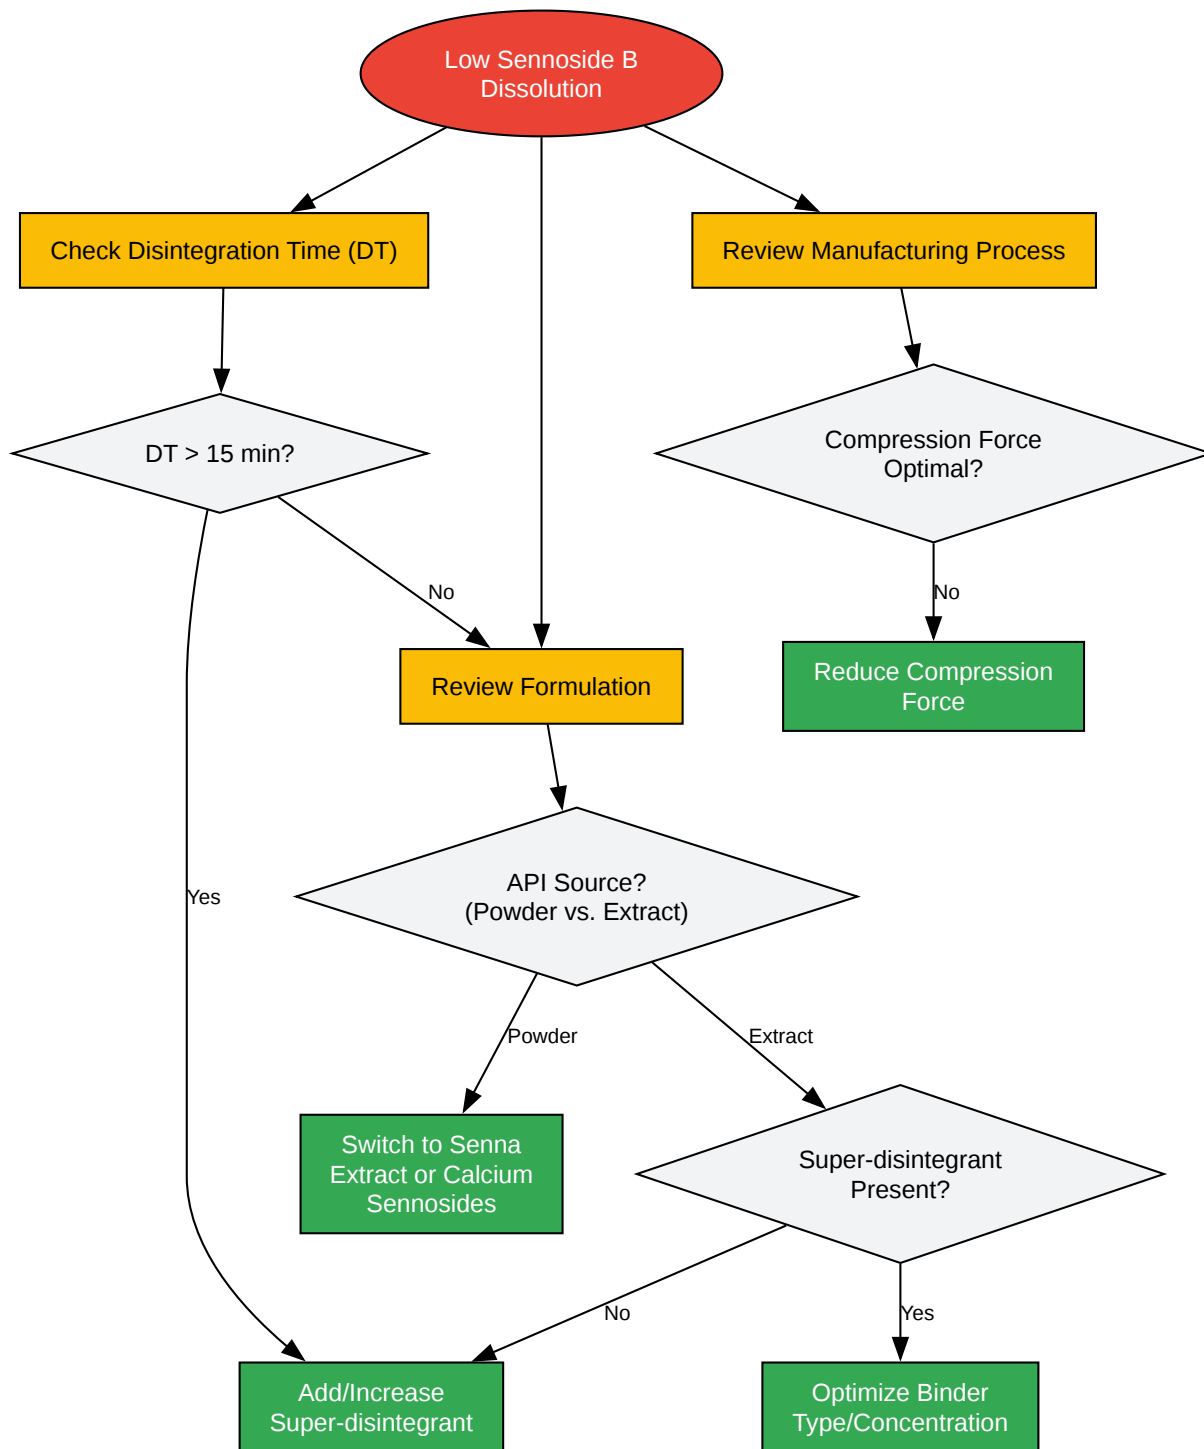 Low Sennoside B
Dissolution
Check Disintegration Time (DT)
Review Manufacturing Process
DT > 15 min?
Compression Force
Optimal?
No
No
Review Formulation
Reduce Compression
Force
API Source?
(Powder vs. Extract)
Yes
Powder
Extract
Switch to Senna
Extract or Calcium
Sennosides
Super-disintegrant
Present?
No
Yes
Add/Increase
Super-disintegrant
Optimize Binder
Type/Concentration